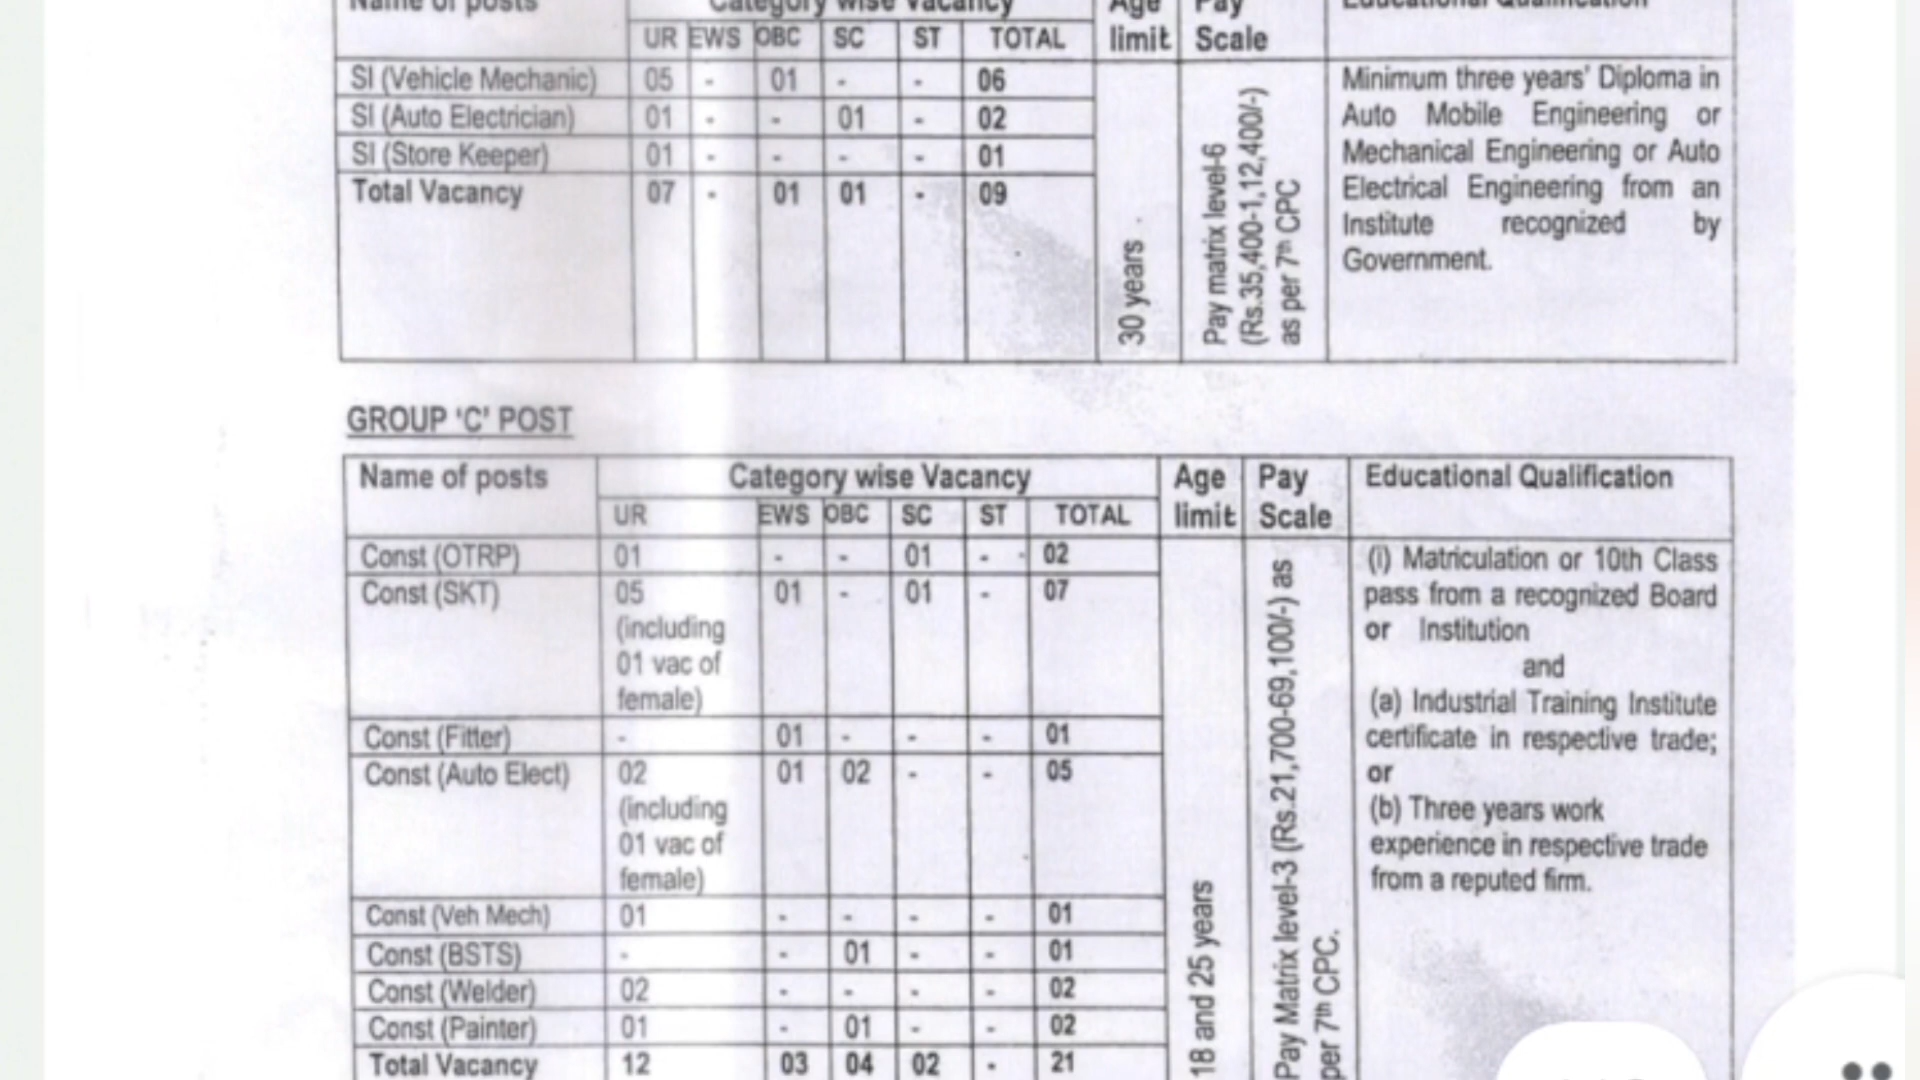 Name of posts Category wise Vacancy Age Pay Educational Qualification
UR EWS OBC SC ST TOTAL limit Scale
SI (Vehicle Mechanic) 05 - 01 - - 06
SI (Auto Electrician) 01 - - 01 - 02
SI (Store Keeper) 01 - - - - 01
Total Vacancy 07 - 01 01 - 09
30 years
Pay matrix level-6
(Rs.35,400-1,12,400/-)
as per 7th CPC
Minimum three years' Diploma in
Auto Mobile Engineering or
Mechanical Engineering or Auto
Electrical Engineering from an
Institute recognized by
Government.
GROUP 'C' POST
Name of posts Category wise Vacancy Age Pay Educational Qualification
UR EWS OBC SC ST TOTAL limit Scale
Const (OTRP) 01 - - 01 - 02
Const (SKT) 05 01 - 01 - 07
(including
01 vac of
female)
Const (Fitter) - 01 - - - 01
Const (Auto Elect) 02 01 02 - - 05
(including
01 vac of
female)
Const (Veh Mech) 01 - - - - 01
Const (BSTS) - - 01 - - 01
Const (Welder) 02 - - - - 02
Const (Painter) 01 - 01 - - 02
Total Vacancy 12 03 04 02 - 21
18 and 25 years
Pay Matrix level-3 (Rs.21,700-69,100/-) as
per 7th CPC.
(i) Matriculation or 10th Class
pass from a recognized Board
or Institution
and
(a) Industrial Training Institute
certificate in respective trade;
or
(b) Three years work
experience in respective trade
from a reputed firm.